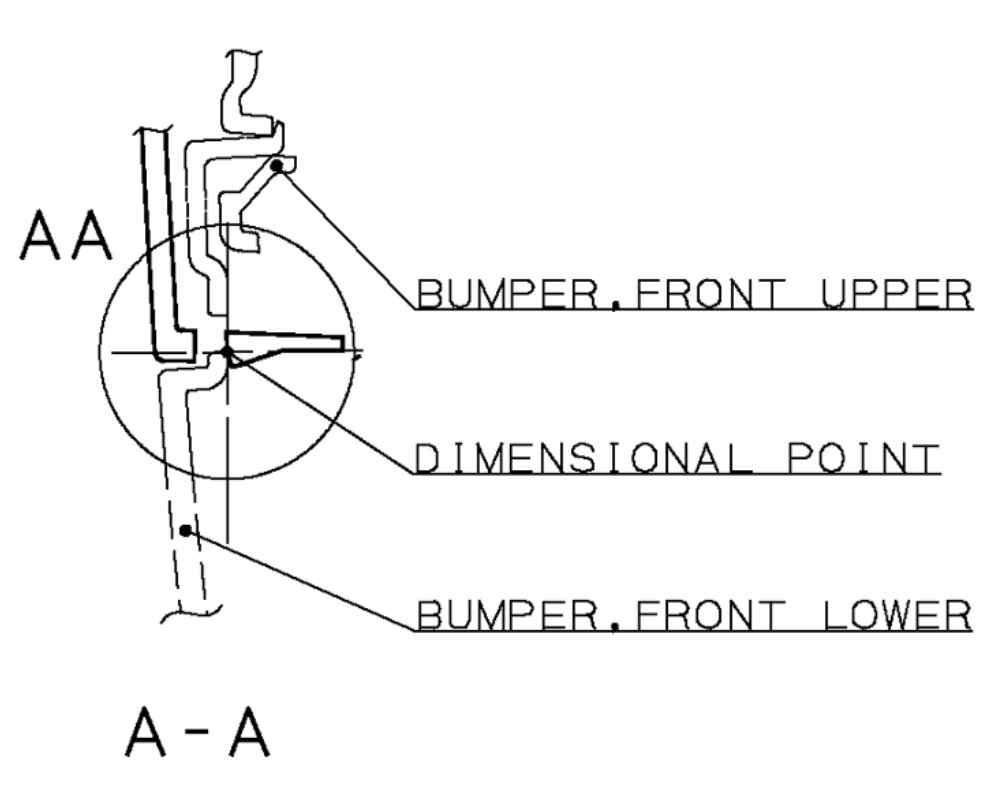 AA
BUMPER.FRONT UPPER
DIMENSIONAL POINT
BUMPER.FRONT LOWER
A-A